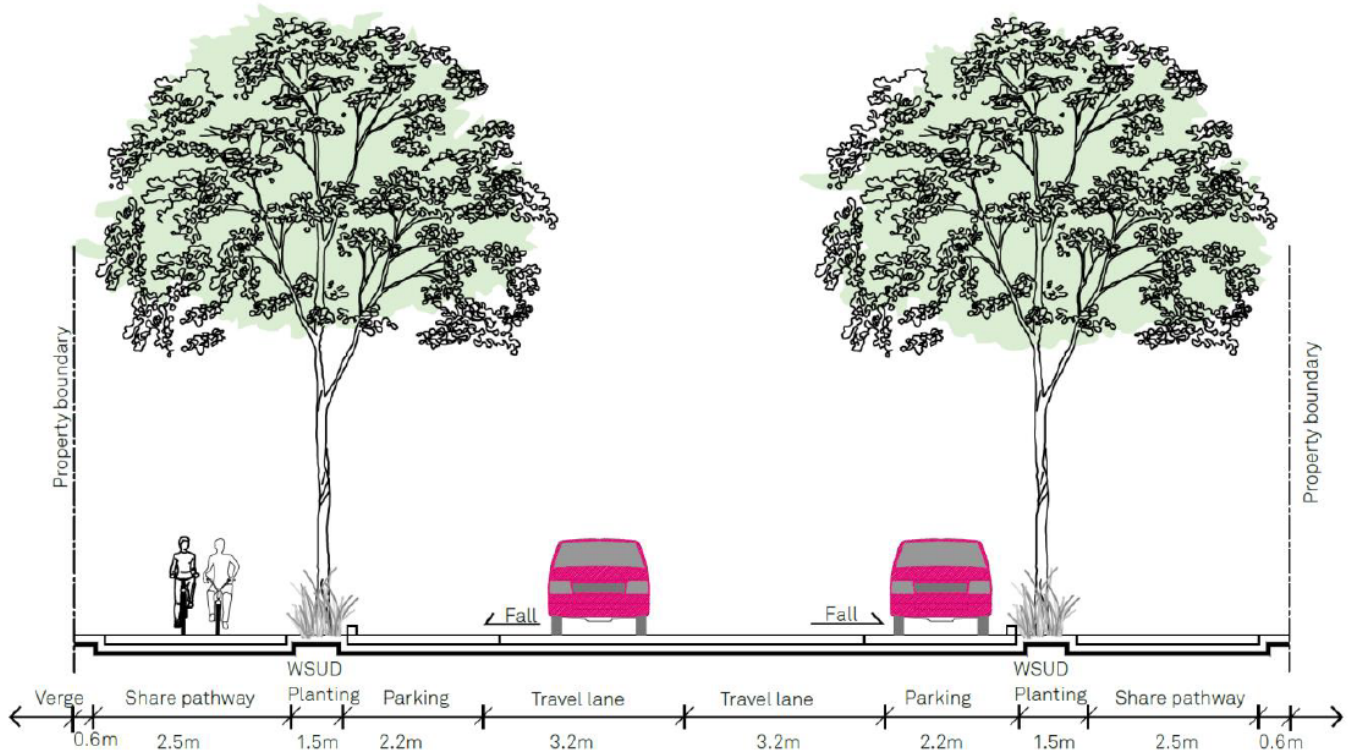 Property boundary
Property boundary
Fall
Fall
WSUD
WSUD
Verge
Share pathway
Planting
Parking
Travel lane
Travel lane
Parking
Planting
Share pathway
0.6m
2.5m
1.5m
2.2m
3.2m
3.2m
2.2m
1.5m
2.5m
0.6m